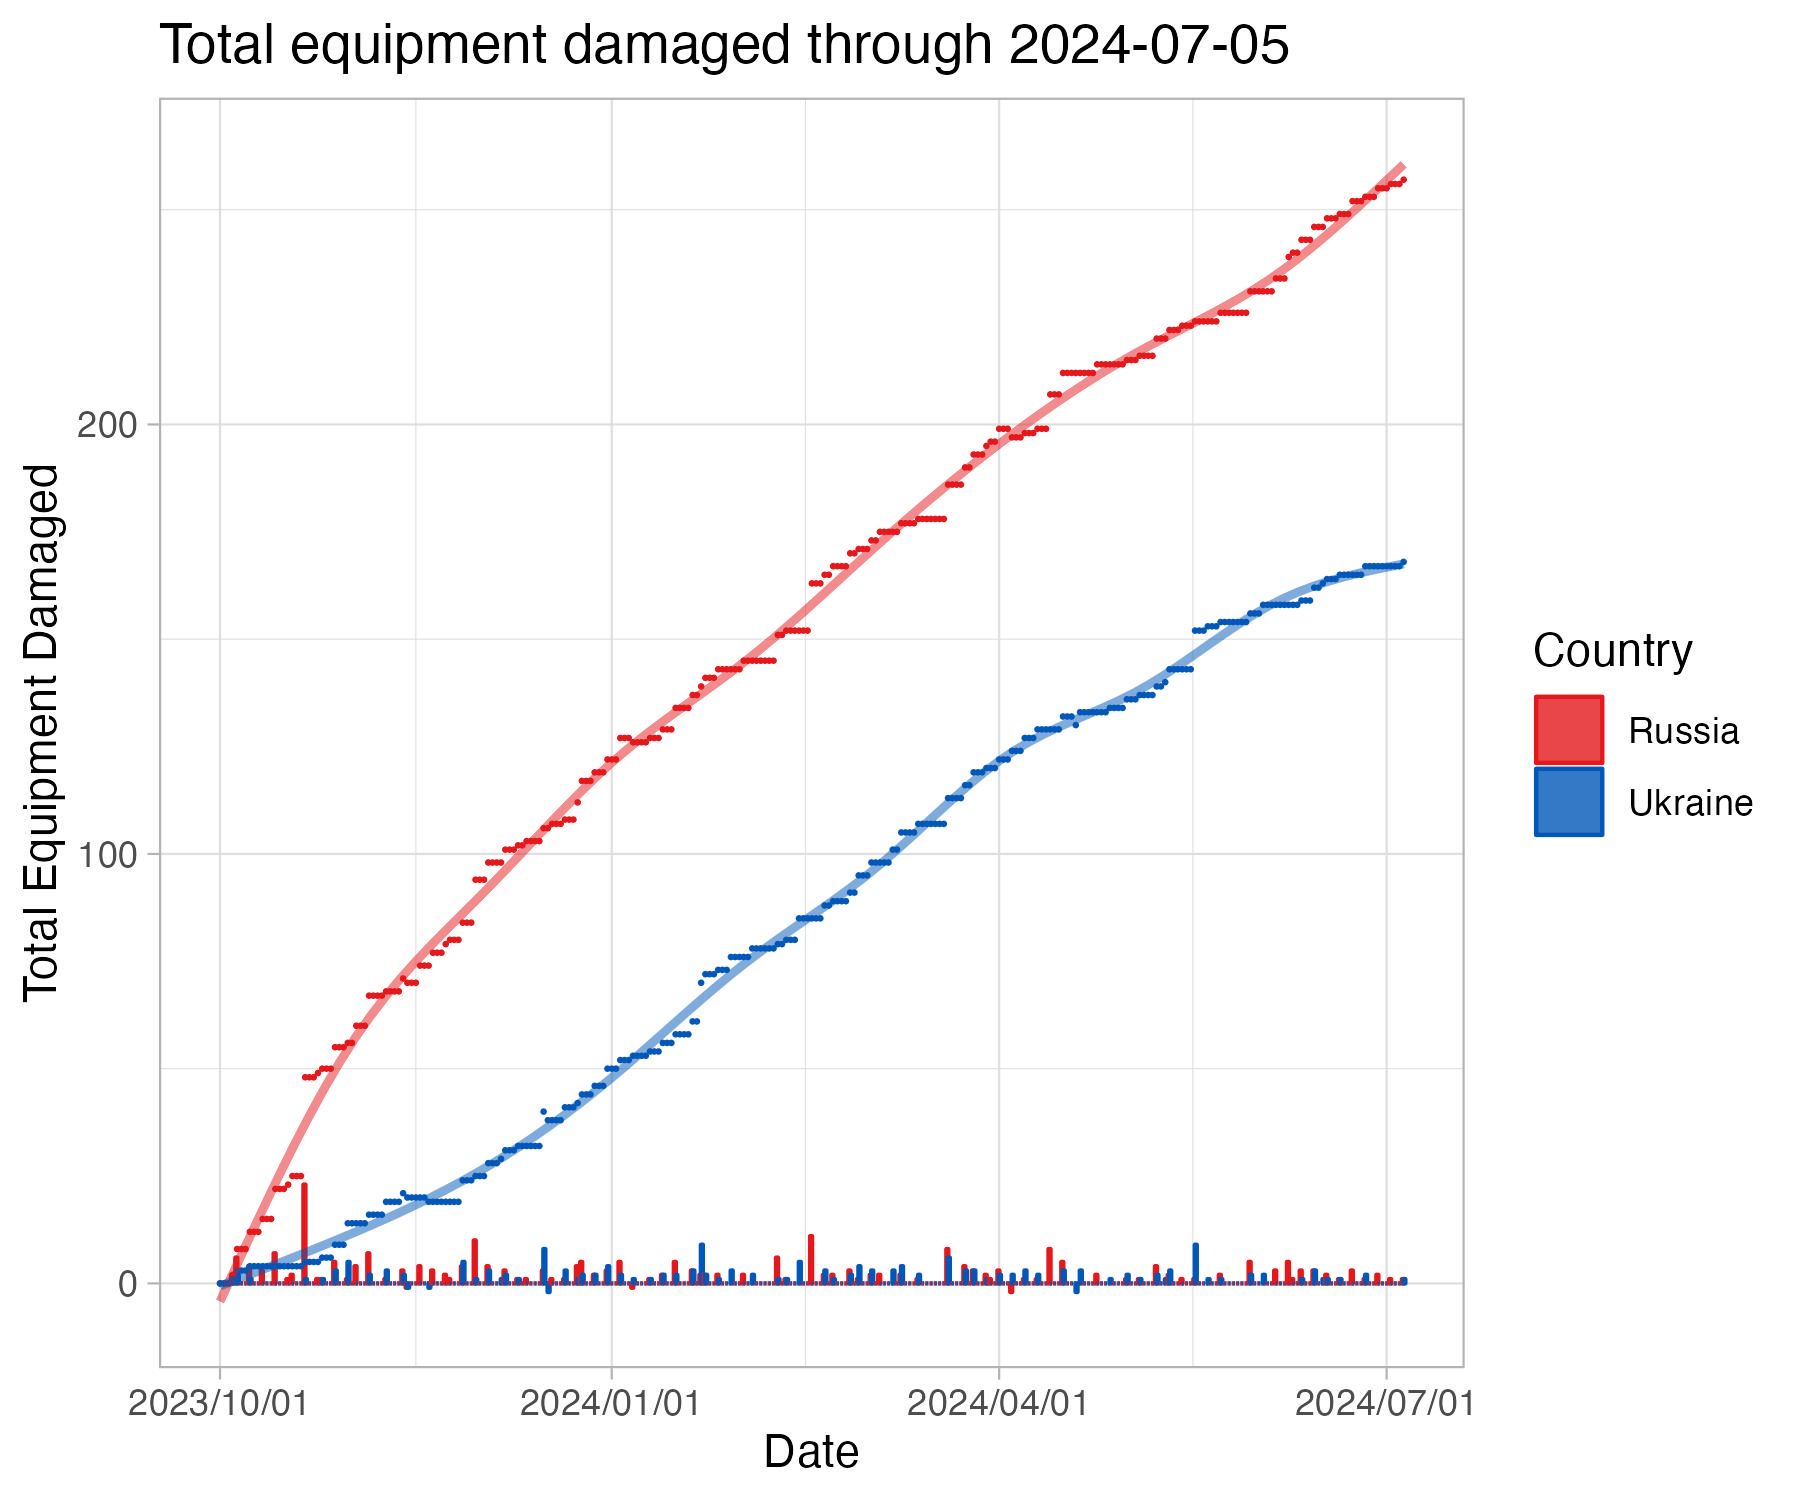 Total equipment damaged through 2024-07-05
Total Equipment Damaged
200
100
0
2023/10/01
2024/01/01
2024/04/01
2024/07/01
Date
Country
Russia
Ukraine